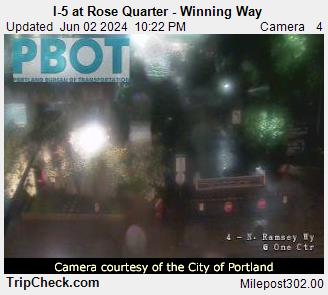 I-5 at Rose Quarter - Winning Way
Updated Jun 02 2024 10:22 PM Camera 4
PBOT
PORTLAND BUREAU OF TRANSPORTATION
4 - N. Ramsey Wy
@ One Ctr
Camera courtesy of the City of Portland
TripCheck.com Milepost302.00